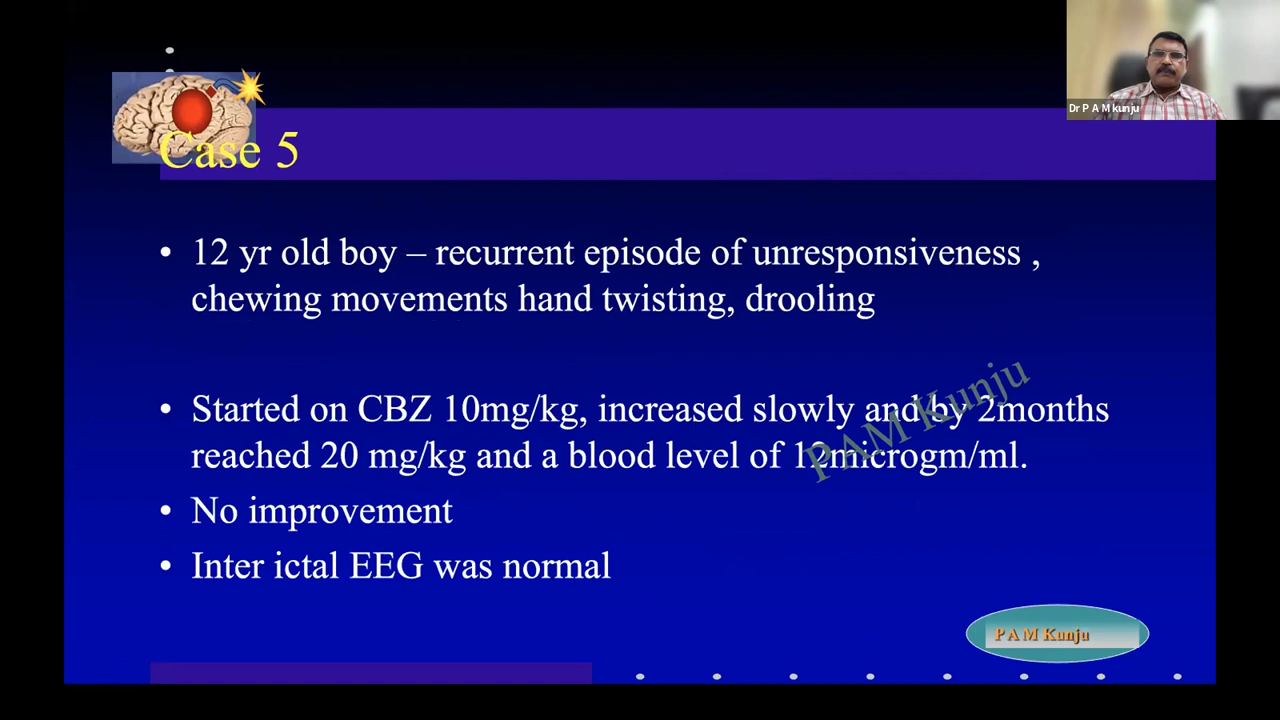 Dr P A M kunju
Case 5
• 12 yr old boy – recurrent episode of unresponsiveness ,
chewing movements hand twisting, drooling
• Started on CBZ 10mg/kg, increased slowly and by 2months
reached 20 mg/kg and a blood level of 12microgm/ml.
• No improvement
• Inter ictal EEG was normal
PAM Kunju
P A M Kunju